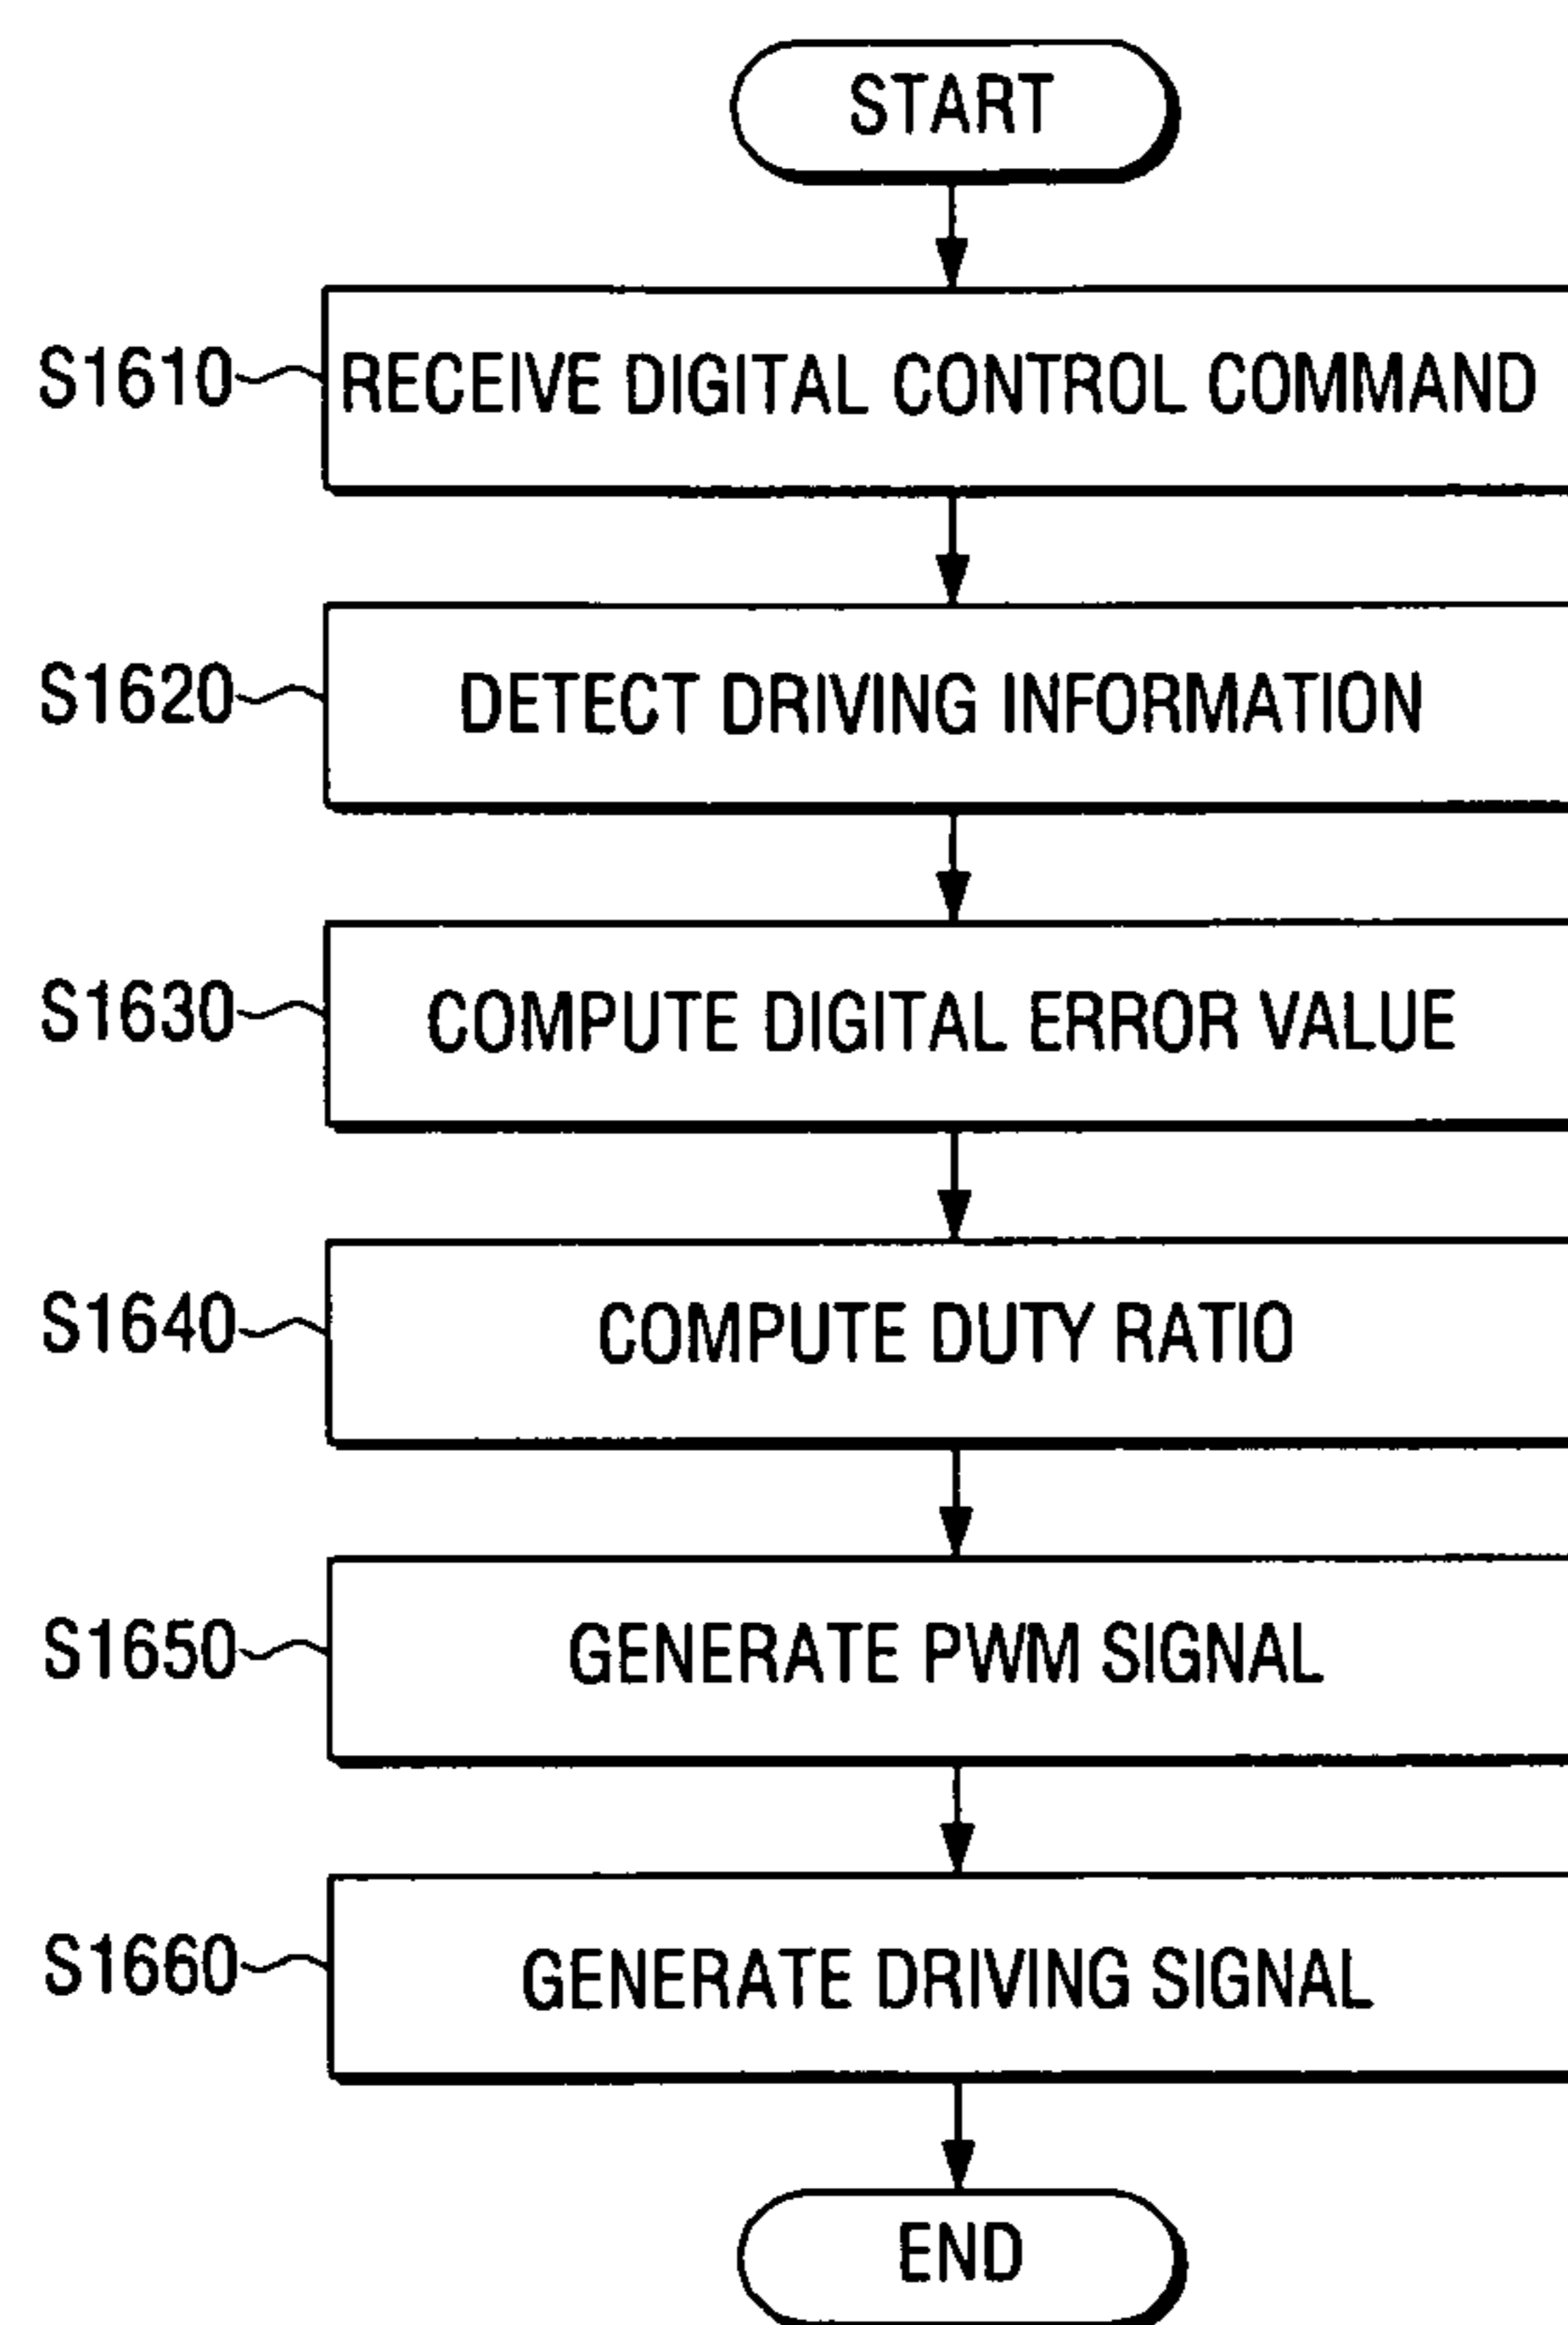 START
S1610 RECEIVE DIGITAL CONTROL COMMAND
S1620 DETECT DRIVING INFORMATION
S1630 COMPUTE DIGITAL ERROR VALUE
S1640 COMPUTE DUTY RATIO
S1650 GENERATE PWM SIGNAL
S1660 GENERATE DRIVING SIGNAL
END